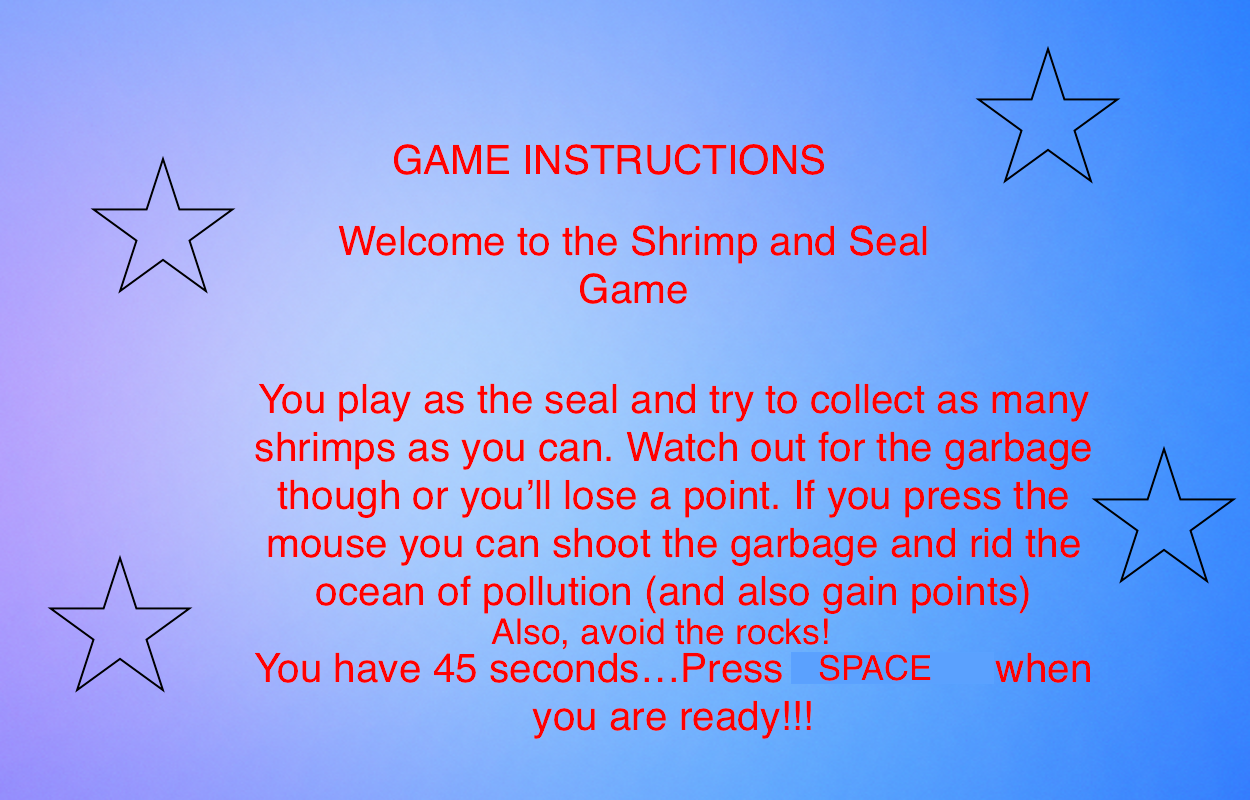 GAME INSTRUCTIONS
Welcome to the Shrimp and Seal
Game
You play as the seal and try to collect as many
shrimps as you can. Watch out for the garbage
though or you’ll lose a point. If you press the
mouse you can shoot the garbage and rid the
ocean of pollution (and also gain points)
Also, avoid the rocks!
You have 45 seconds…Press SPACE when
you are ready!!!